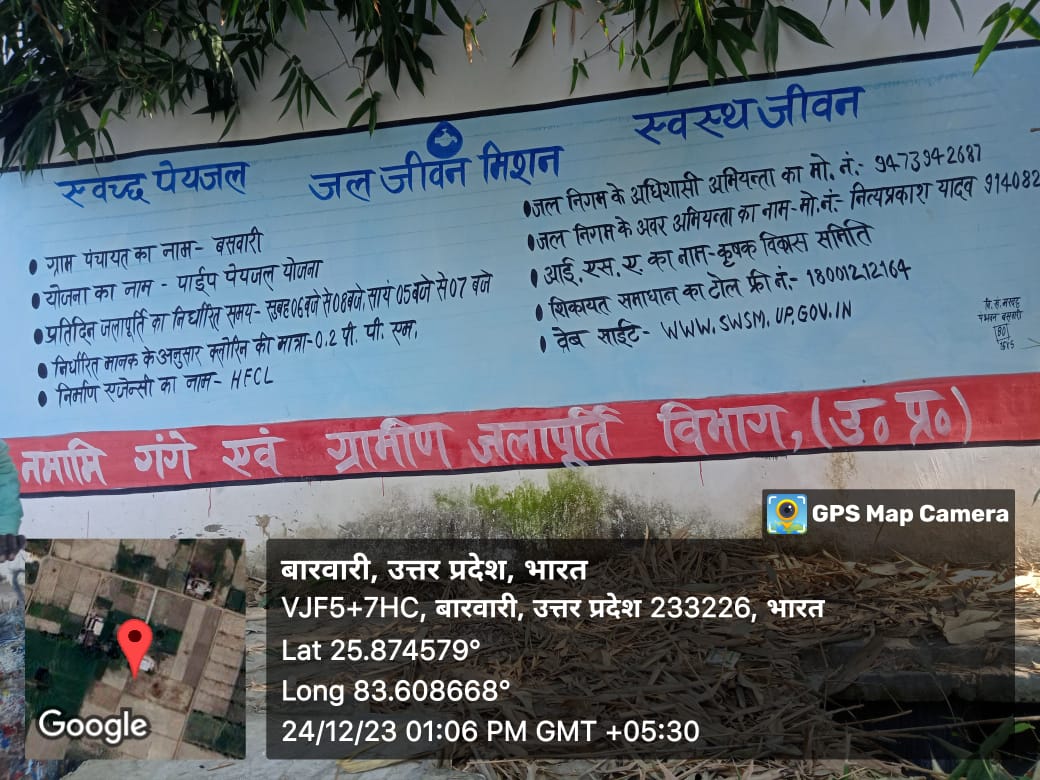 स्वच्छ पेयजल
जल जीवन मिशन
स्वस्थ जीवन
• ग्राम पंचायत का नाम- बसवारी
• योजना का नाम - पाईप पेयजल योजना
• प्रतिदिन जलापूर्ति का निर्धारित समय- सुबह 06 बजे से 08 बजे, सायं 05 बजे से 07 बजे
• निर्धारित मानक के अनुसार क्लोरिन की मात्रा- 0.2 पी. पी. एम.
• निर्माण एजेन्सी का नाम- HFCL
• जल निगम के अधिशासी अभियन्ता का मो. नं.- 9473942687
• जल निगम के अवर अभियन्ता का नाम-मो.नं:- नित्यप्रकाश यादव 914082
• आई. एस. ए. का नाम-कृषक विकास समिति
• शिकायत समाधान का टोल फ्री नं:- 18001212164
• वेब साईट- WWW.SWSM.UP.GOV.IN
नमामि गंगे एवं ग्रामीण जलापूर्ति विभाग, (उ० प्र०)
GPS Map Camera
बारवारी, उत्तर प्रदेश, भारत
VJF5+7HC, बारवारी, उत्तर प्रदेश 233226, भारत
Lat 25.874579°
Long 83.608668°
24/12/23 01:06 PM GMT +05:30
Google